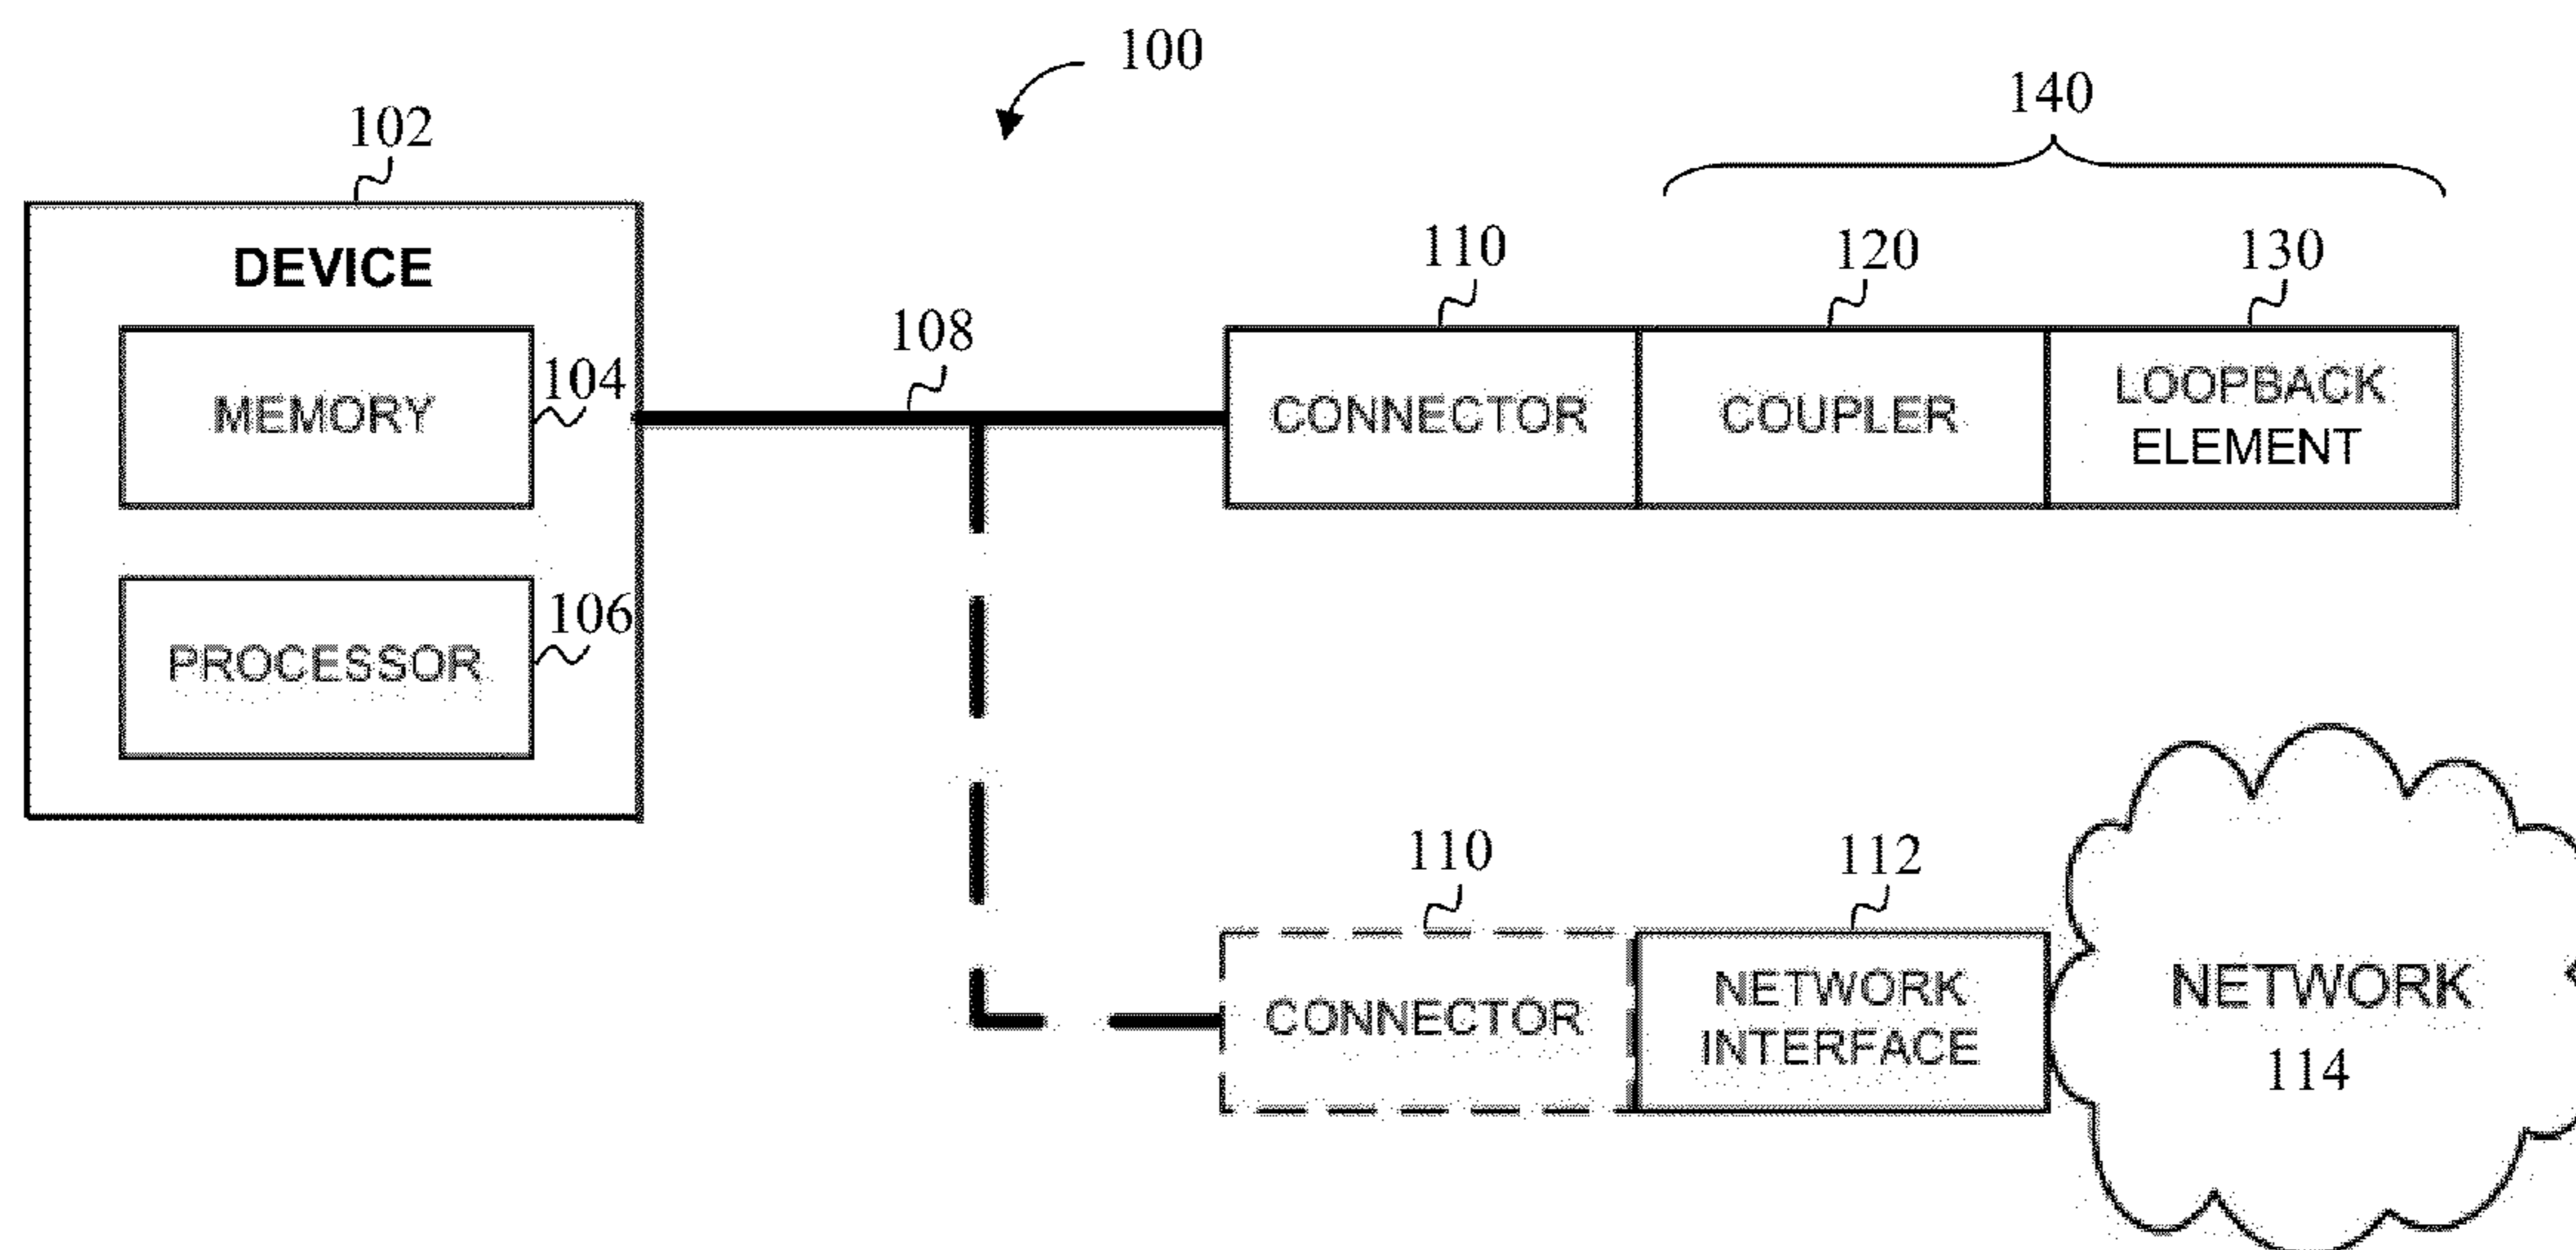 100
140
102
110
120
130
DEVICE
108
104
MEMORY
CONNECTOR
COUPLER
LOOPBACK
ELEMENT
106
PROCESSOR
110
112
CONNECTOR
NETWORK
INTERFACE
NETWORK
114